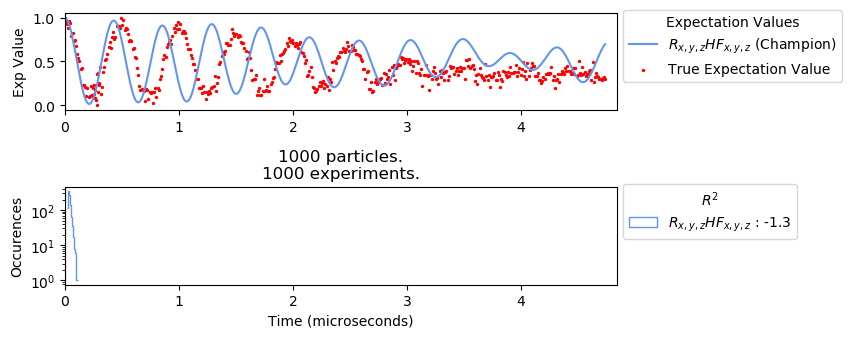 Expectation Values
R_{x,y,z}HF_{x,y,z} (Champion)
True Expectation Value
Exp Value
1.0
0.5
0.0
0 1 2 3 4
1000 particles.
1000 experiments.
R^2
R_{x,y,z}HF_{x,y,z} : -1.3
Occurences
10^2
10^1
10^0
0 1 2 3 4
Time (microseconds)